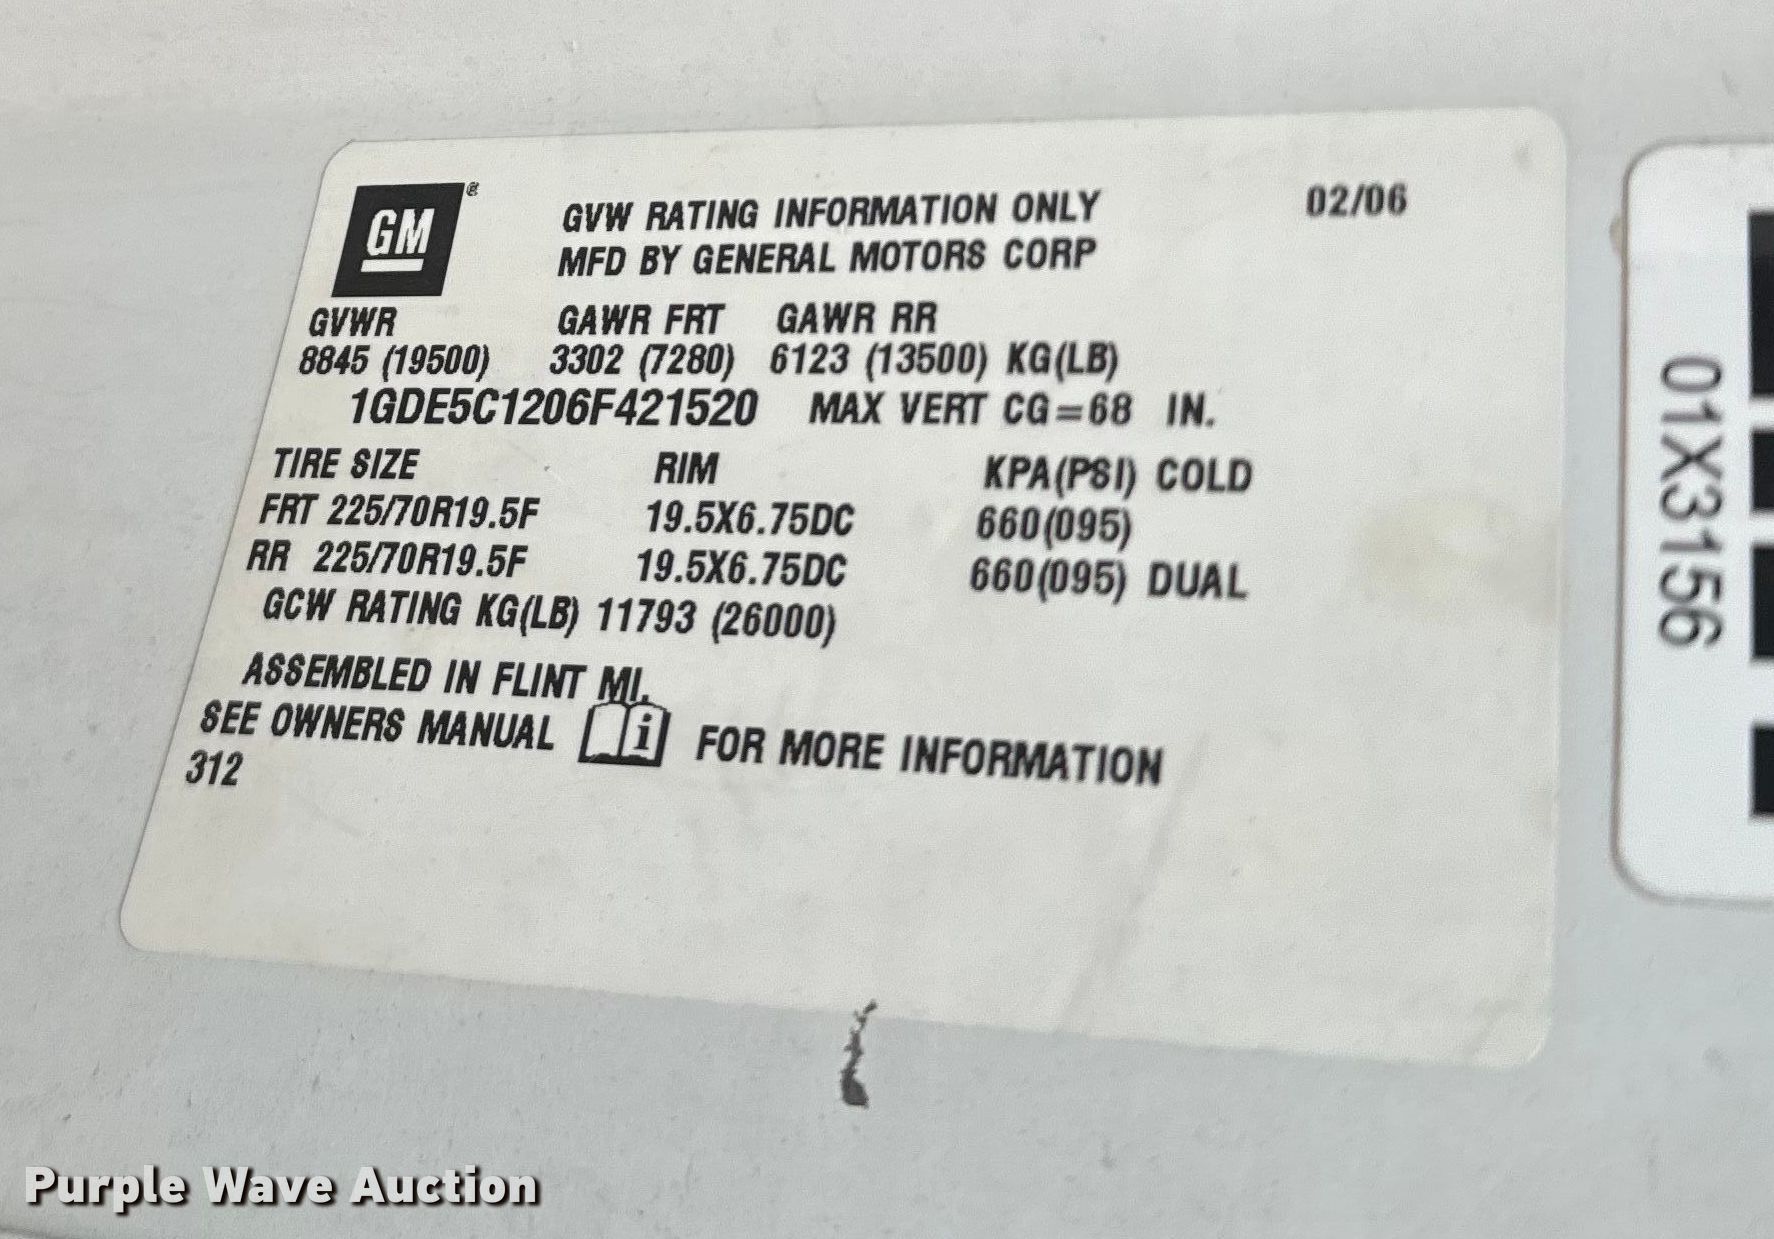 GM
GVW RATING INFORMATION ONLY 02/06
MFD BY GENERAL MOTORS CORP
GVWR GAWR FRT GAWR RR
8845 (19500) 3302 (7280) 6123 (13500) KG(LB)
1GDE5C1206F421520 MAX VERT CG=68 IN.
TIRE SIZE RIM KPA(PSI) COLD
FRT 225/70R19.5F 19.5X6.75DC 660(095)
RR 225/70R19.5F 19.5X6.75DC 660(095) DUAL
GCW RATING KG(LB) 11793 (26000)
ASSEMBLED IN FLINT MI.
SEE OWNERS MANUAL i FOR MORE INFORMATION
312
01X3156
Purple Wave Auction